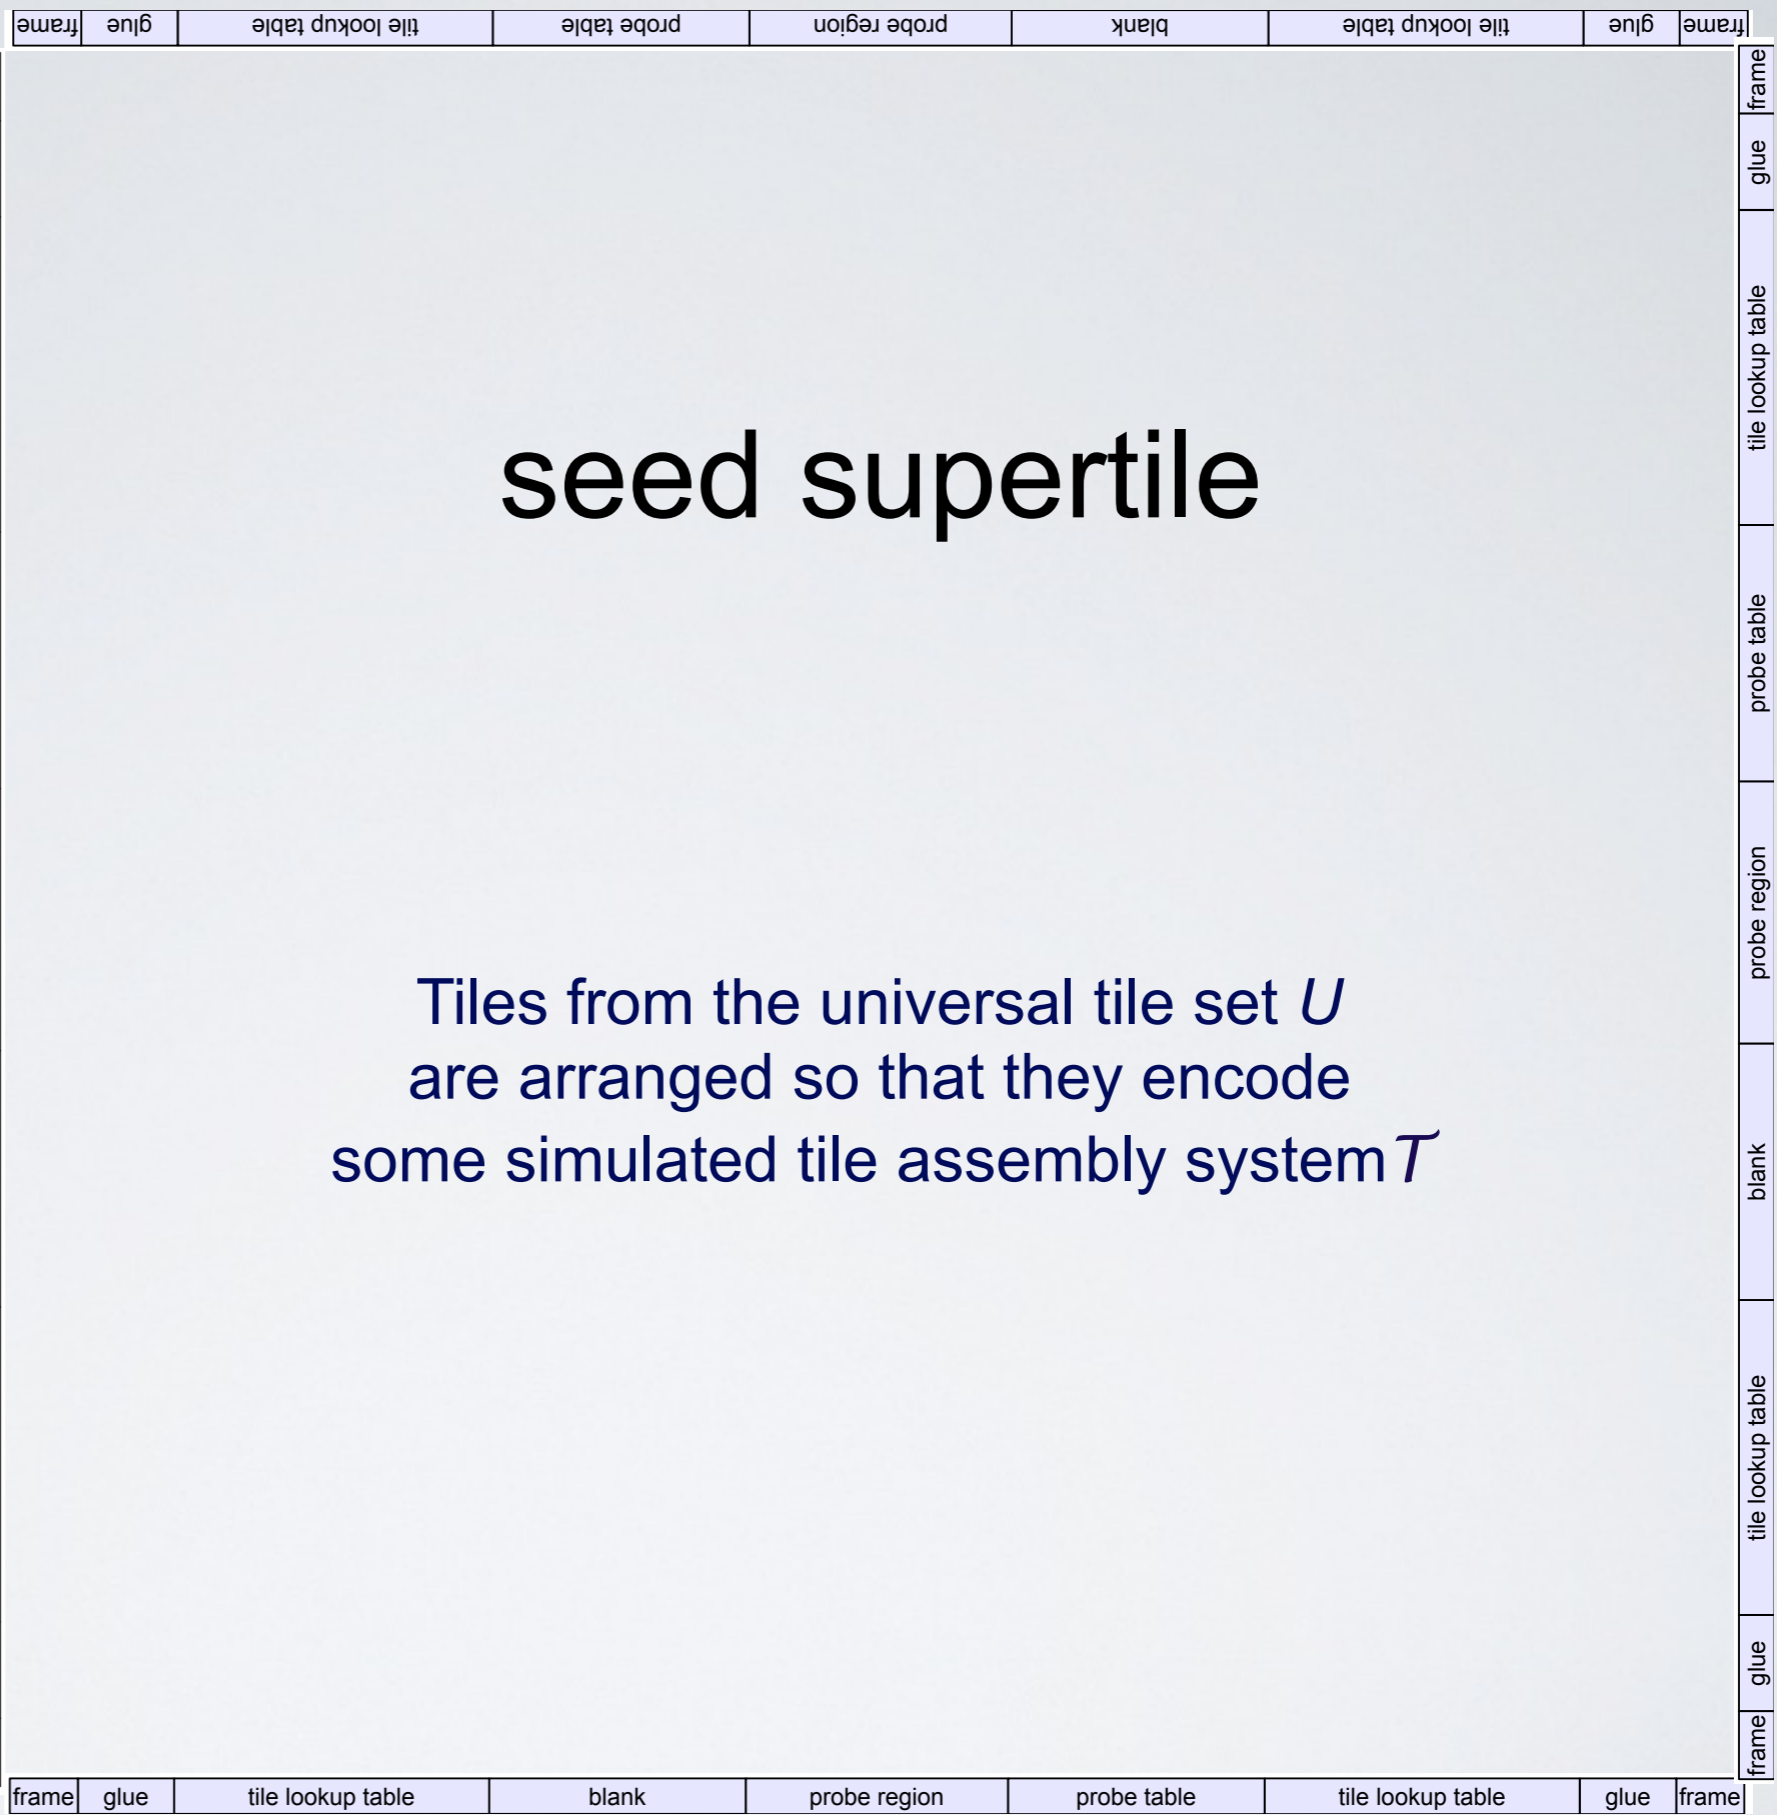 frame glue tile lookup table probe table probe region blank tile lookup table glue frame
seed supertile
Tiles from the universal tile set U
are arranged so that they encode
some simulated tile assembly system T
frame glue tile lookup table probe table probe region blank tile lookup table glue frame
frame glue tile lookup table blank probe region probe table tile lookup table glue frame